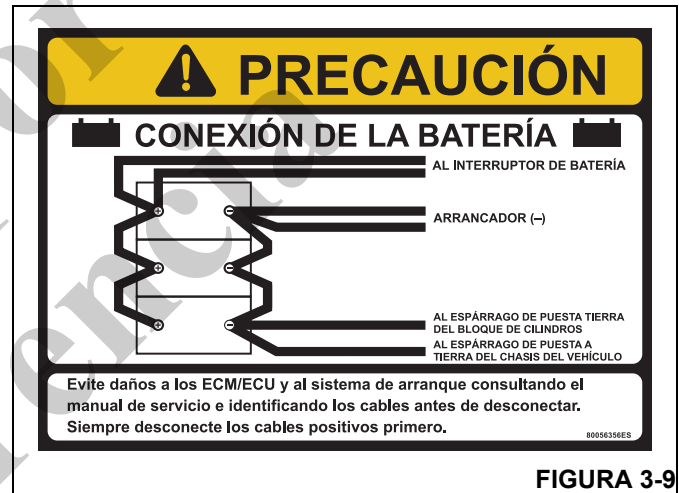 PRECAUCIÓN
CONEXIÓN DE LA BATERÍA
AL INTERRUPTOR DE BATERÍA
ARRANCADOR (–)
AL ESPÁRRAGO DE PUESTA TIERRA
DEL BLOQUE DE CILINDROS
AL ESPÁRRAGO DE PUESTA A
TIERRA DEL CHASIS DEL VEHÍCULO
Evite daños a los ECM/ECU y al sistema de arranque consultando el
manual de servicio e identificando los cables antes de desconectar.
Siempre desconecte los cables positivos primero.
80056356ES
FIGURA 3-9